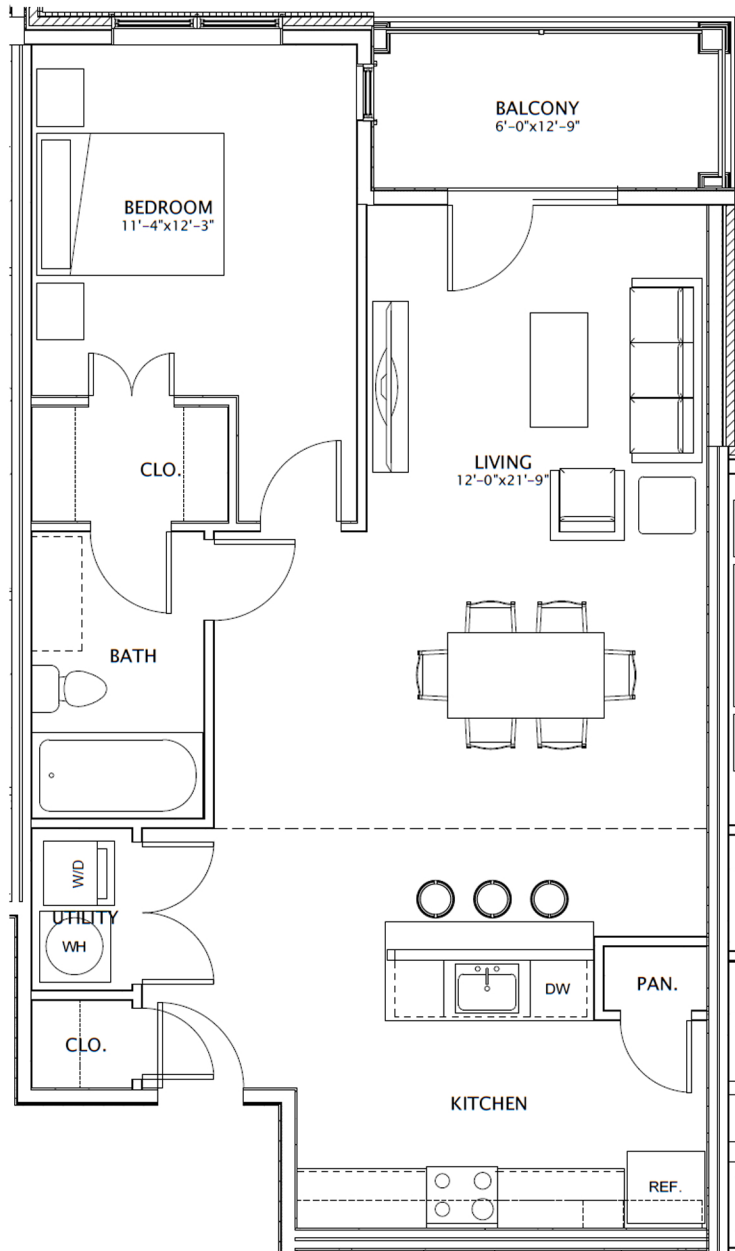 BALCONY
6'-0"x12'-9"
BEDROOM
11'-4"x12'-3"
CLO.
LIVING
12'-0"x21'-9"
BATH
W/D
UTILITY
WH
DW
PAN.
CLO.
KITCHEN
REF.